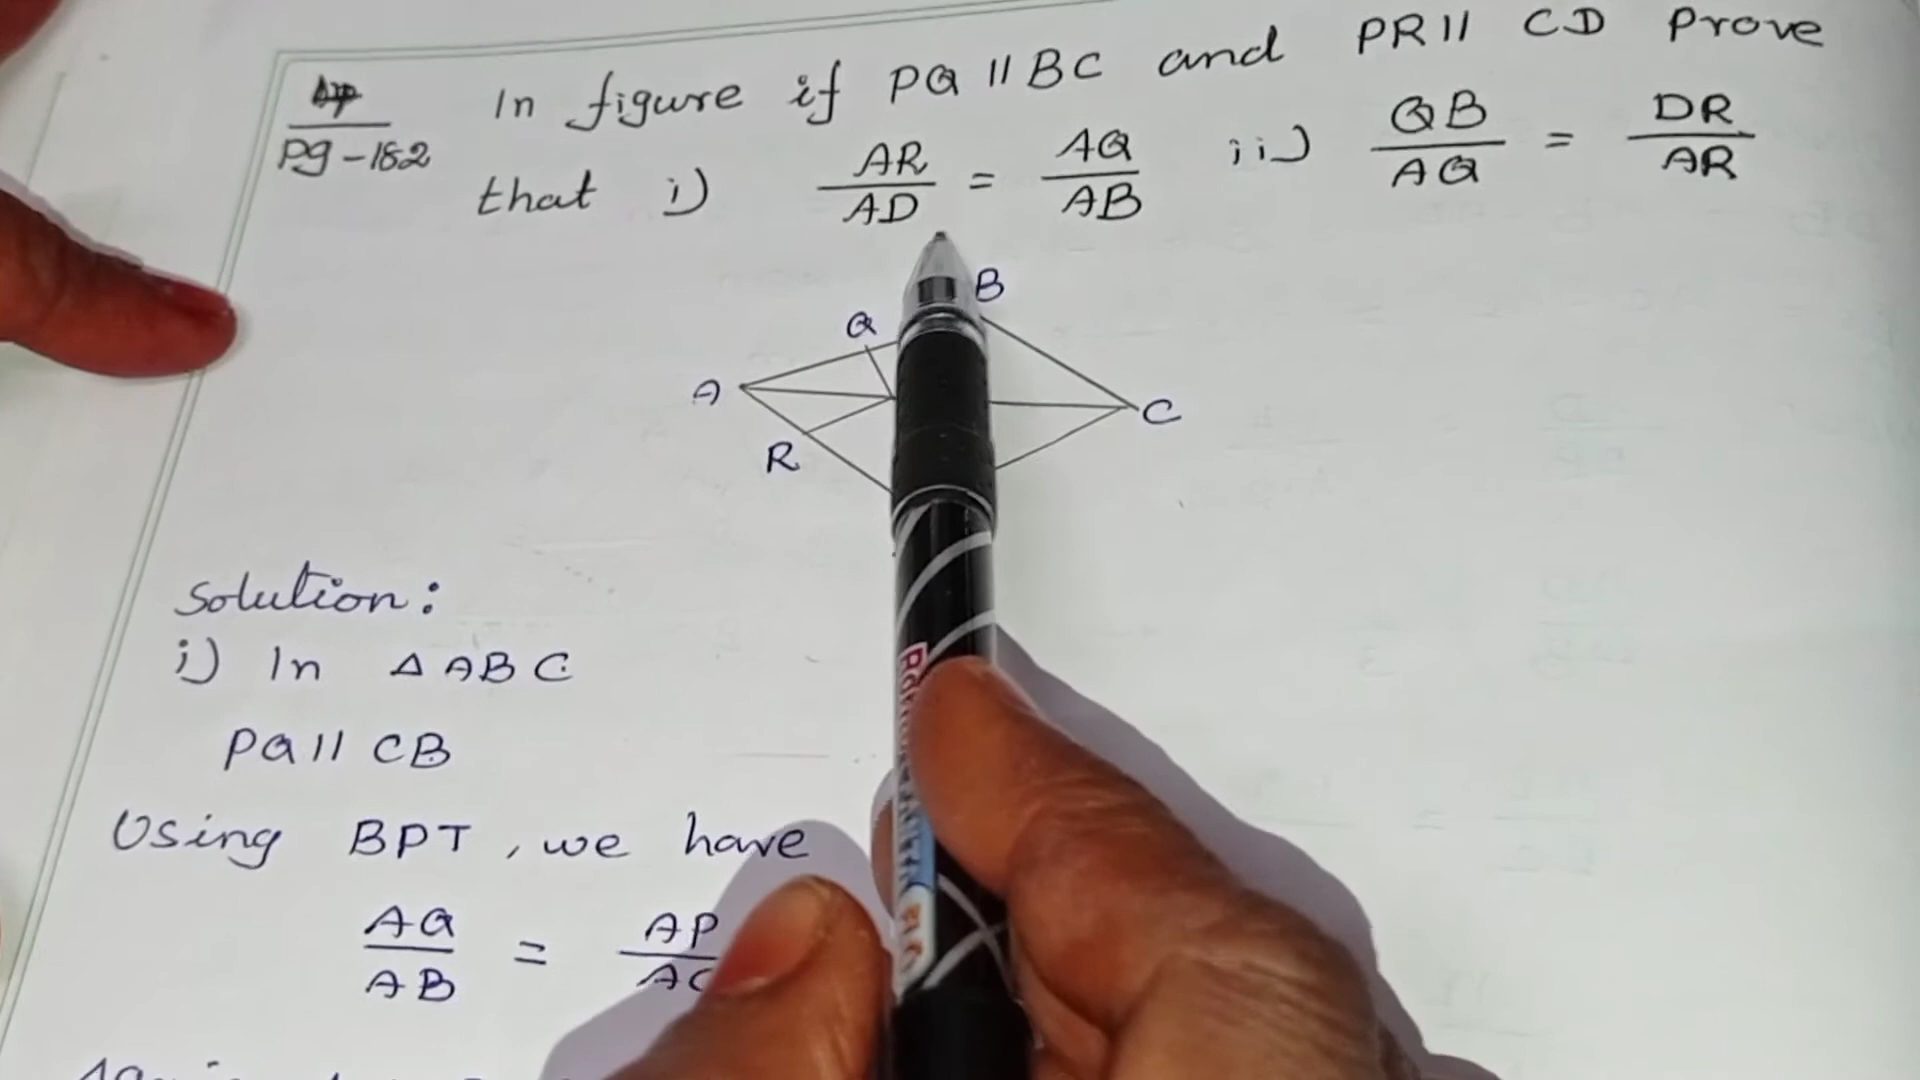 In figure if PQ || BC and PR || CD Prove
Pg-182
that i) AR/AD = AQ/AB ii) QB/AQ = DR/AR
B
Q
A
C
R
Solution:
i) In △ABC
PQ || CB
Using BPT, we have
AQ/AB = AP/AC